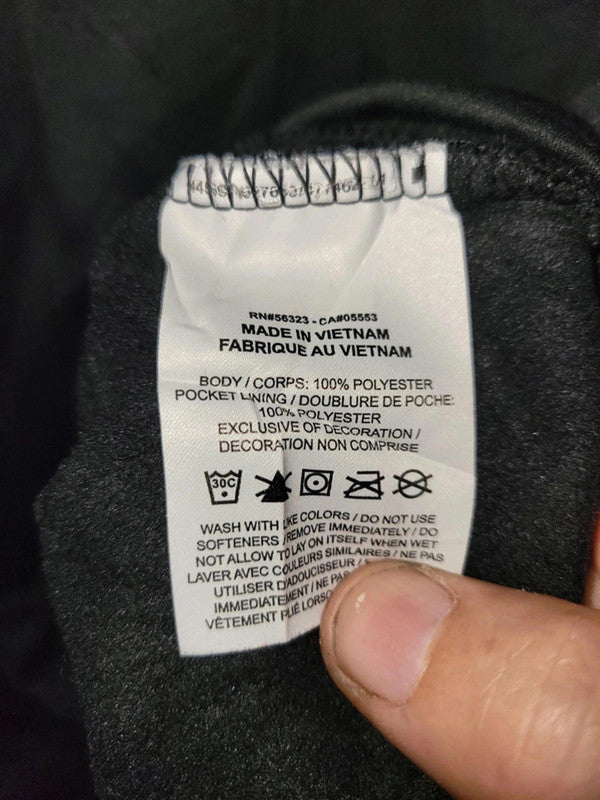 RN#56323 - CA#05553
MADE IN VIETNAM
FABRIQUE AU VIETNAM
BODY / CORPS: 100% POLYESTER
POCKET LINING / DOUBLURE DE POCHE:
100% POLYESTER
EXCLUSIVE OF DECORATION /
DECORATION NON COMPRISE
30C
WASH WITH LIKE COLORS / DO NOT USE
SOFTENERS / REMOVE IMMEDIATELY / DO
NOT ALLOW TO LAY ON ITSELF WHEN WET
LAVER AVEC COULEURS SIMILAIRES / NE PAS
UTILISER D'ADOUCISSEUR /
IMMEDIATEMENT / NE PAS
VÊTEMENT PLIÉ